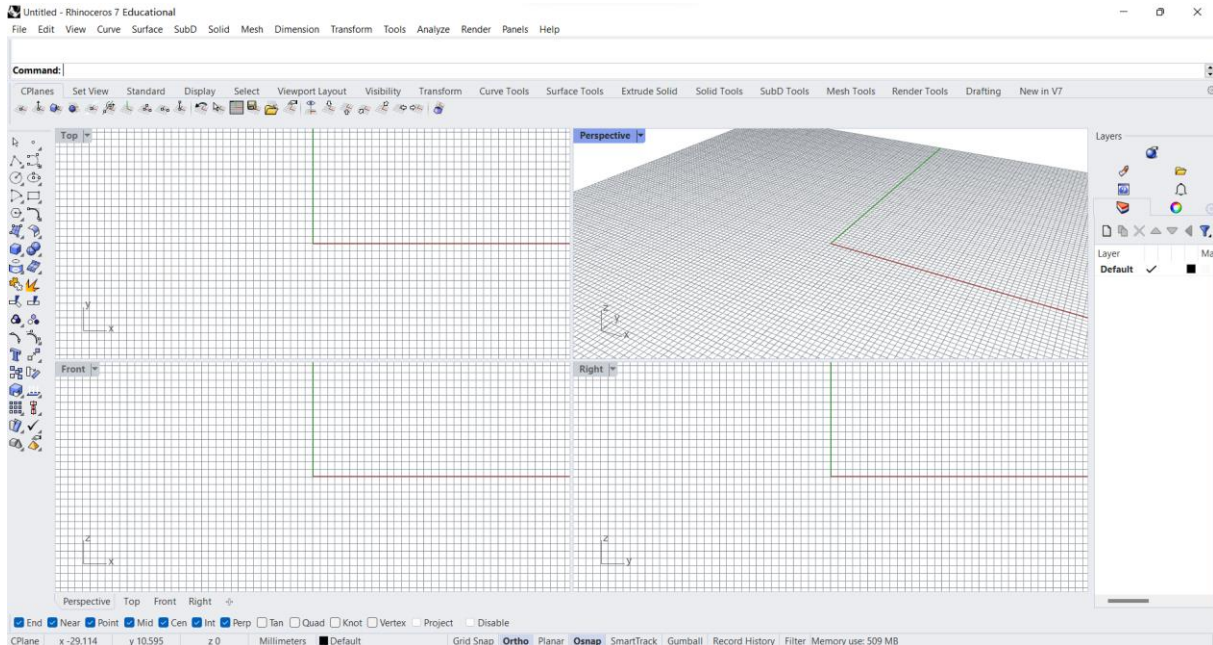 Untitled - Rhinoceros 7 Educational
File Edit View Curve Surface SubD Solid Mesh Dimension Transform Tools Analyze Render Panels Help
Command:
CPlanes Set View Standard Display Select Viewport Layout Visibility Transform Curve Tools Surface Tools Extrude Solid Solid Tools SubD Tools Mesh Tools Render Tools Drafting New in V7
Top
Perspective
Layers
Layer Ma
Default
y
x
z
y
x
Front
Right
z
x
z
y
Perspective Top Front Right
End Near Point Mid Cen Int Perp Tan Quad Knot Vertex Project Disable
CPlane x -29.114 y 10.595 z 0 Millimeters Default Grid Snap Ortho Planar Osnap SmartTrack Gumball Record History Filter Memory use: 509 MB